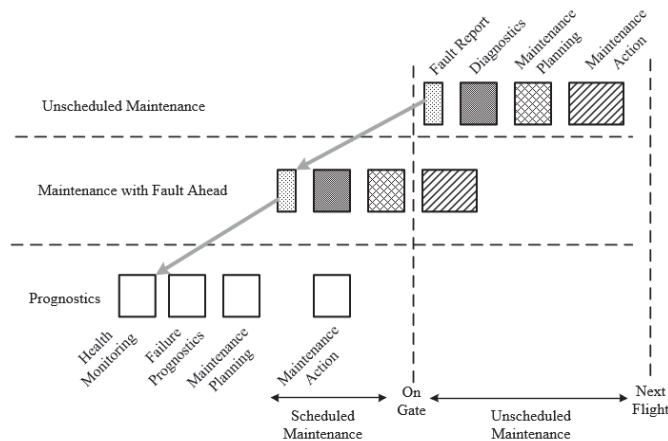 Fault Report
Diagnostics
Maintenance
Planning
Maintenance
Action
Unscheduled Maintenance
Maintenance with Fault Ahead
Prognostics
Health
Monitoring
Failure
Prognostics
Maintenance
Planning
Maintenance
Action
Scheduled
Maintenance
On
Gate
Unscheduled
Maintenance
Next
Flight